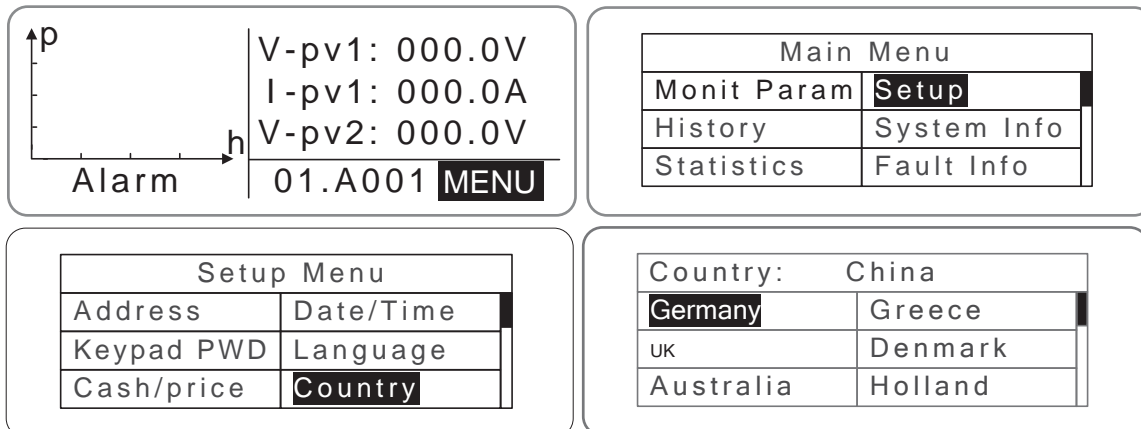 p
V-pv1: 000.0V
I-pv1: 000.0A
V-pv2: 000.0V
h
Alarm 01.A001 MENU
Main Menu
Monit Param Setup
History System Info
Statistics Fault Info
Setup Menu
Address Date/Time
Keypad PWD Language
Cash/price Country
Country: China
Germany Greece
UK Denmark
Australia Holland